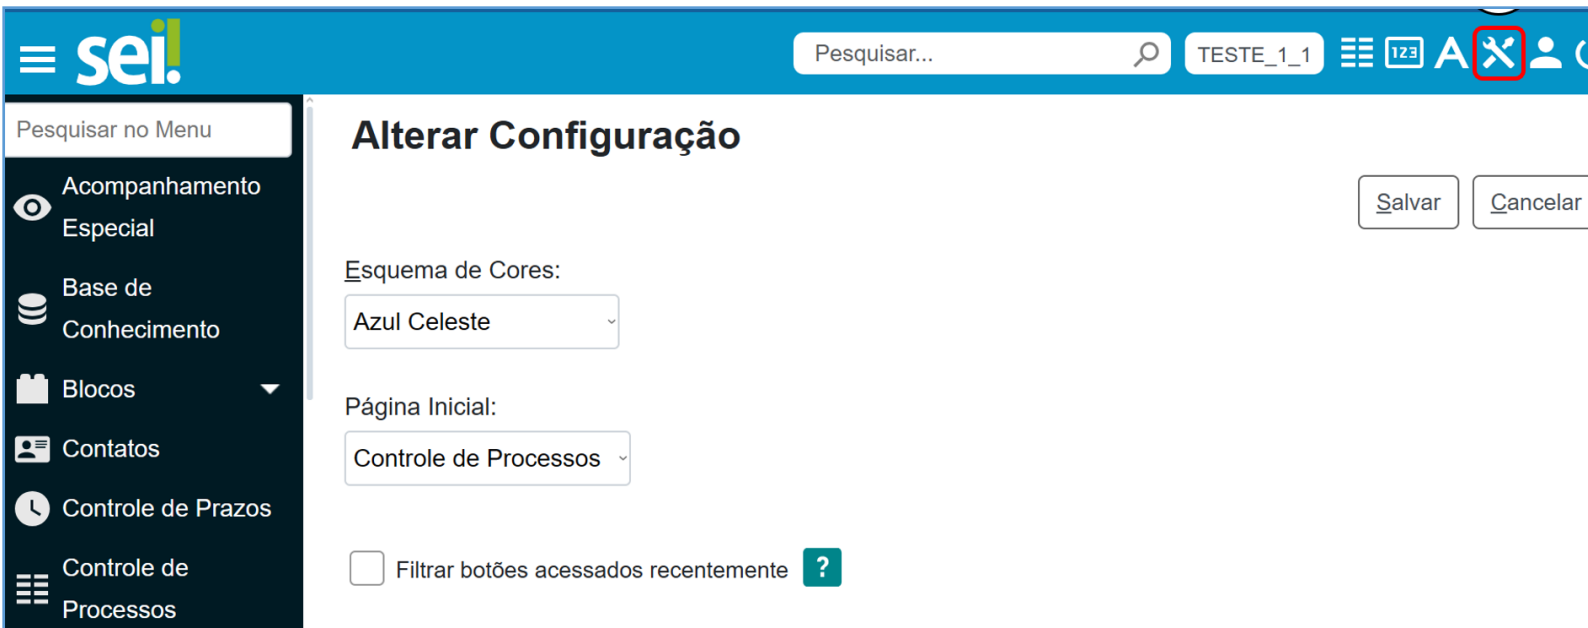 sei!
Pesquisar...
TESTE_1_1
123
A
Pesquisar no Menu
Alterar Configuração
Salvar
Cancelar
Acompanhamento
Especial
Base de
Conhecimento
Blocos
Contatos
Controle de Prazos
Controle de
Processos
Esquema de Cores:
Azul Celeste
Página Inicial:
Controle de Processos
Filtrar botões acessados recentemente ?